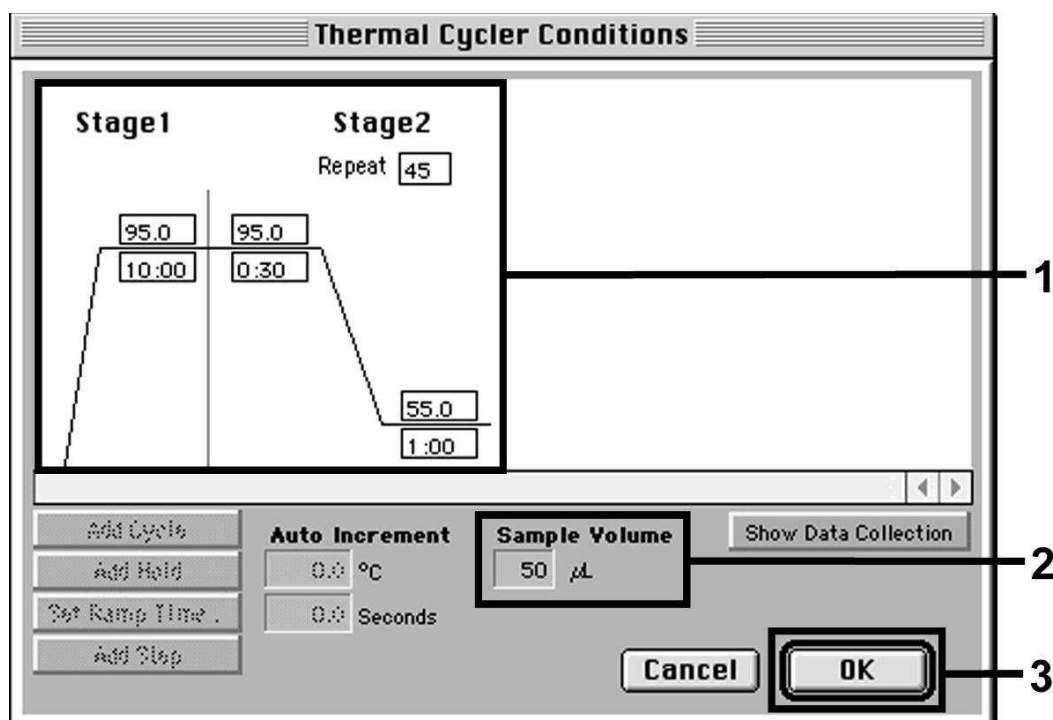 Thermal Cycler Conditions
Stage1 Stage2
Repeat 45
95.0 95.0
10:00 0:30
1
55.0
1:00
Add Cycle
Add Hold
Set Ramp Time .
Add Step
Auto Increment
0.0 °C
0.0 Seconds
Sample Volume
50 µL
Show Data Collection
2
Cancel OK
3